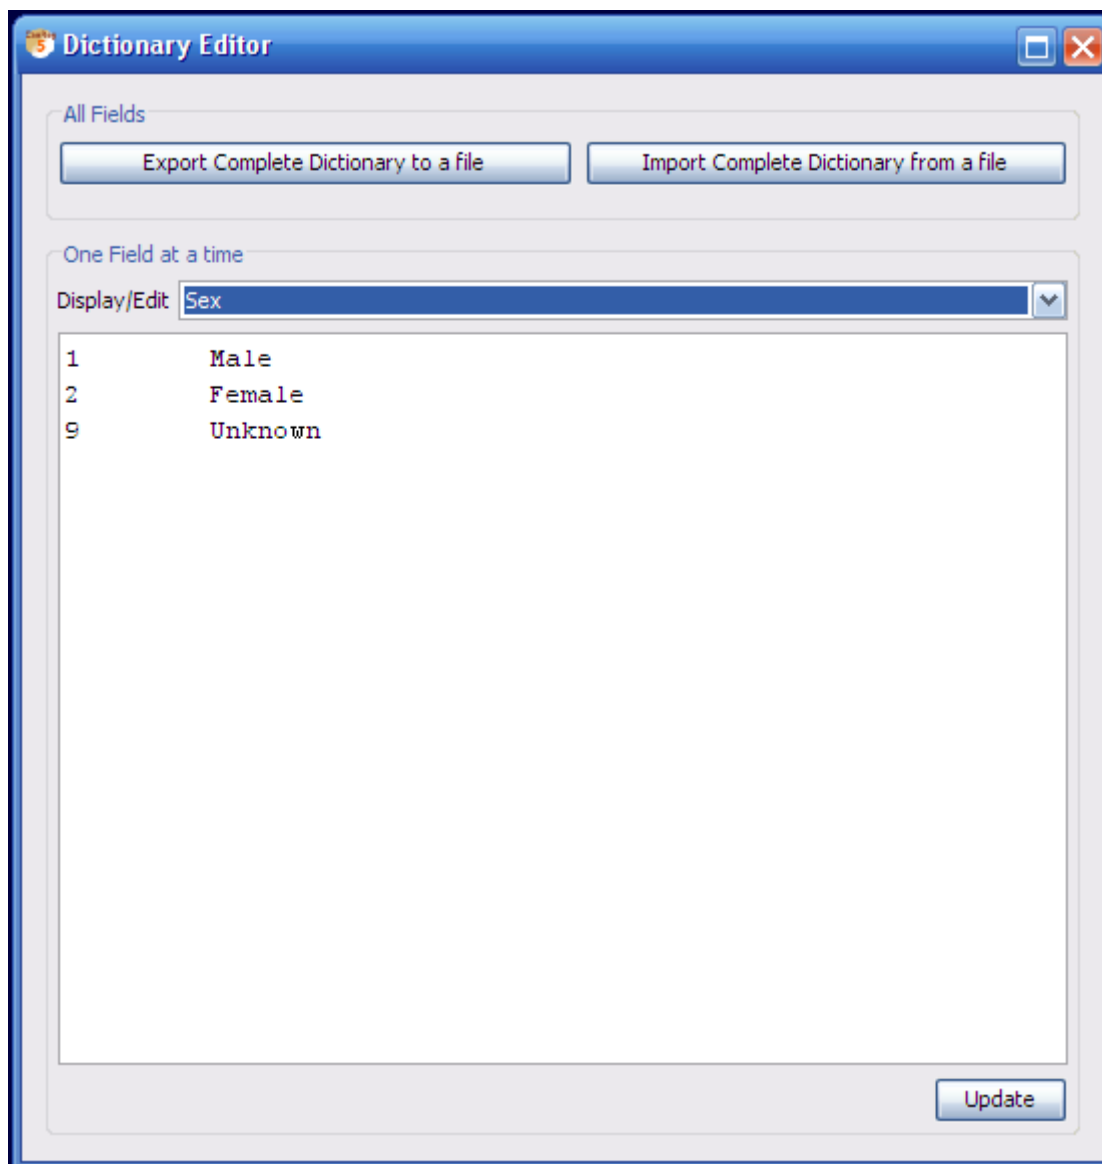 Dictionary Editor
All Fields
Export Complete Dictionary to a file Import Complete Dictionary from a file
One Field at a time
Display/Edit Sex
1 Male
2 Female
9 Unknown
Update